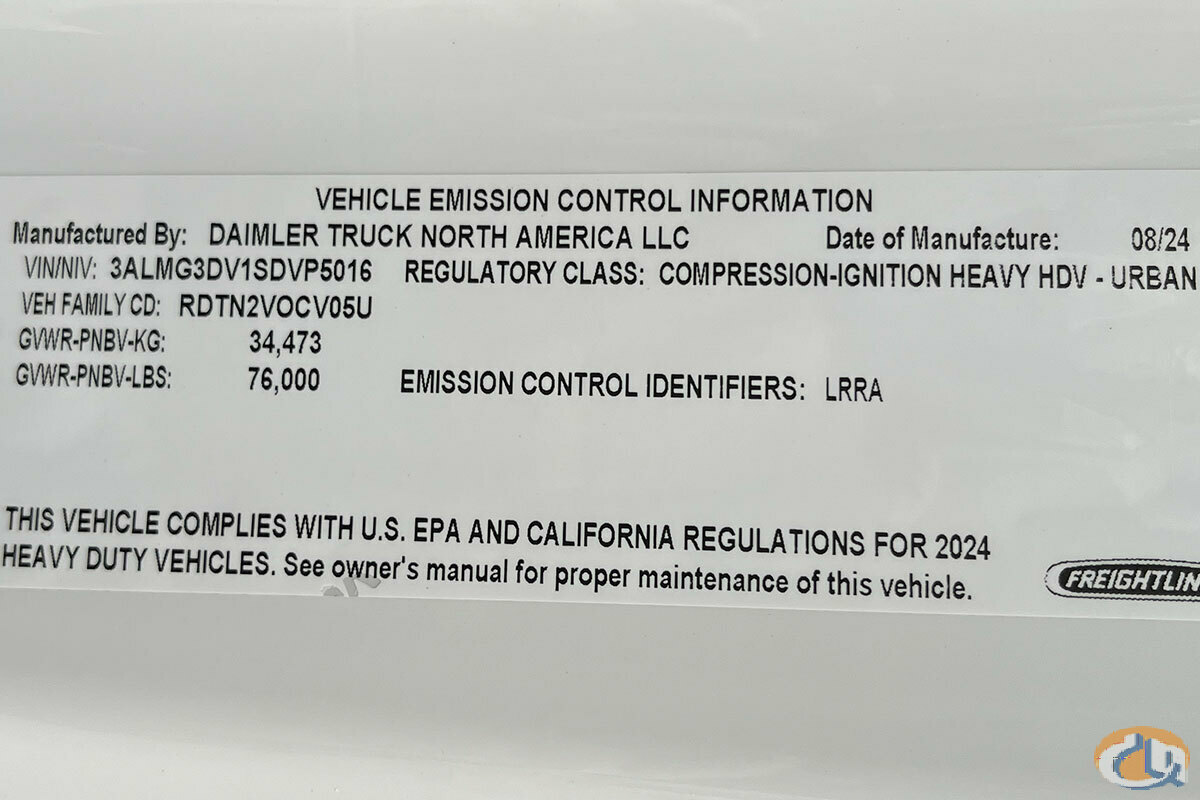 VEHICLE EMISSION CONTROL INFORMATION
Manufactured By: DAIMLER TRUCK NORTH AMERICA LLC Date of Manufacture: 08/24
VIN/NIV: 3ALMG3DV1SDVP5016 REGULATORY CLASS: COMPRESSION-IGNITION HEAVY HDV - URBAN
VEH FAMILY CD: RDTN2VOCV05U
GVWR-PNBV-KG: 34,473
GVWR-PNBV-LBS: 76,000 EMISSION CONTROL IDENTIFIERS: LRRA
THIS VEHICLE COMPLIES WITH U.S. EPA AND CALIFORNIA REGULATIONS FOR 2024
HEAVY DUTY VEHICLES. See owner's manual for proper maintenance of this vehicle.
FREIGHTLIN